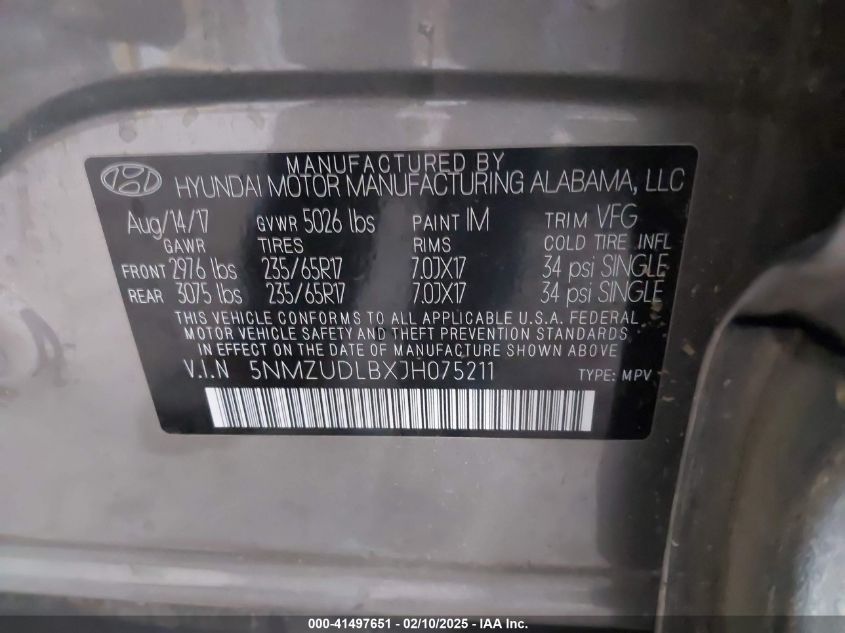 MANUFACTURED BY
HYUNDAI MOTOR MANUFACTURING ALABAMA, LLC
Aug/14/17 GVWR 5026 lbs PAINT IM TRIM VFG
GAWR TIRES RIMS COLD TIRE INFL
FRONT 2976 lbs 235/65R17 7.0JX17 34 psi SINGLE
REAR 3075 lbs 235/65R17 7.0JX17 34 psi SINGLE
THIS VEHICLE CONFORMS TO ALL APPLICABLE U.S.A. FEDERAL
MOTOR VEHICLE SAFETY AND THEFT PREVENTION STANDARDS
IN EFFECT ON THE DATE OF MANUFACTURE SHOWN ABOVE.
V.I.N 5NMZUDLBXJH075211 TYPE: MPV
000-41497651 - 02/10/2025 - IAA Inc.